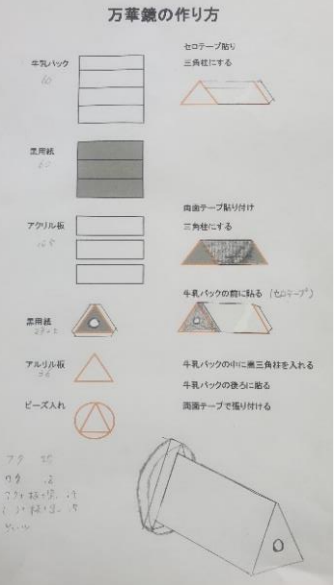 万華鏡の作り方
セロテープ貼り
牛乳パック
三角柱にする
60
黒用紙
60
両面テープ貼り付け
アクリル板
三角柱にする
牛乳パックの前に貼る (セロテープ)
黒用紙
アルリル板
牛乳パックの中に黒三角柱を入れる
牛乳パックの後ろに貼る
ビーズ入れ
両面テープで張り付ける